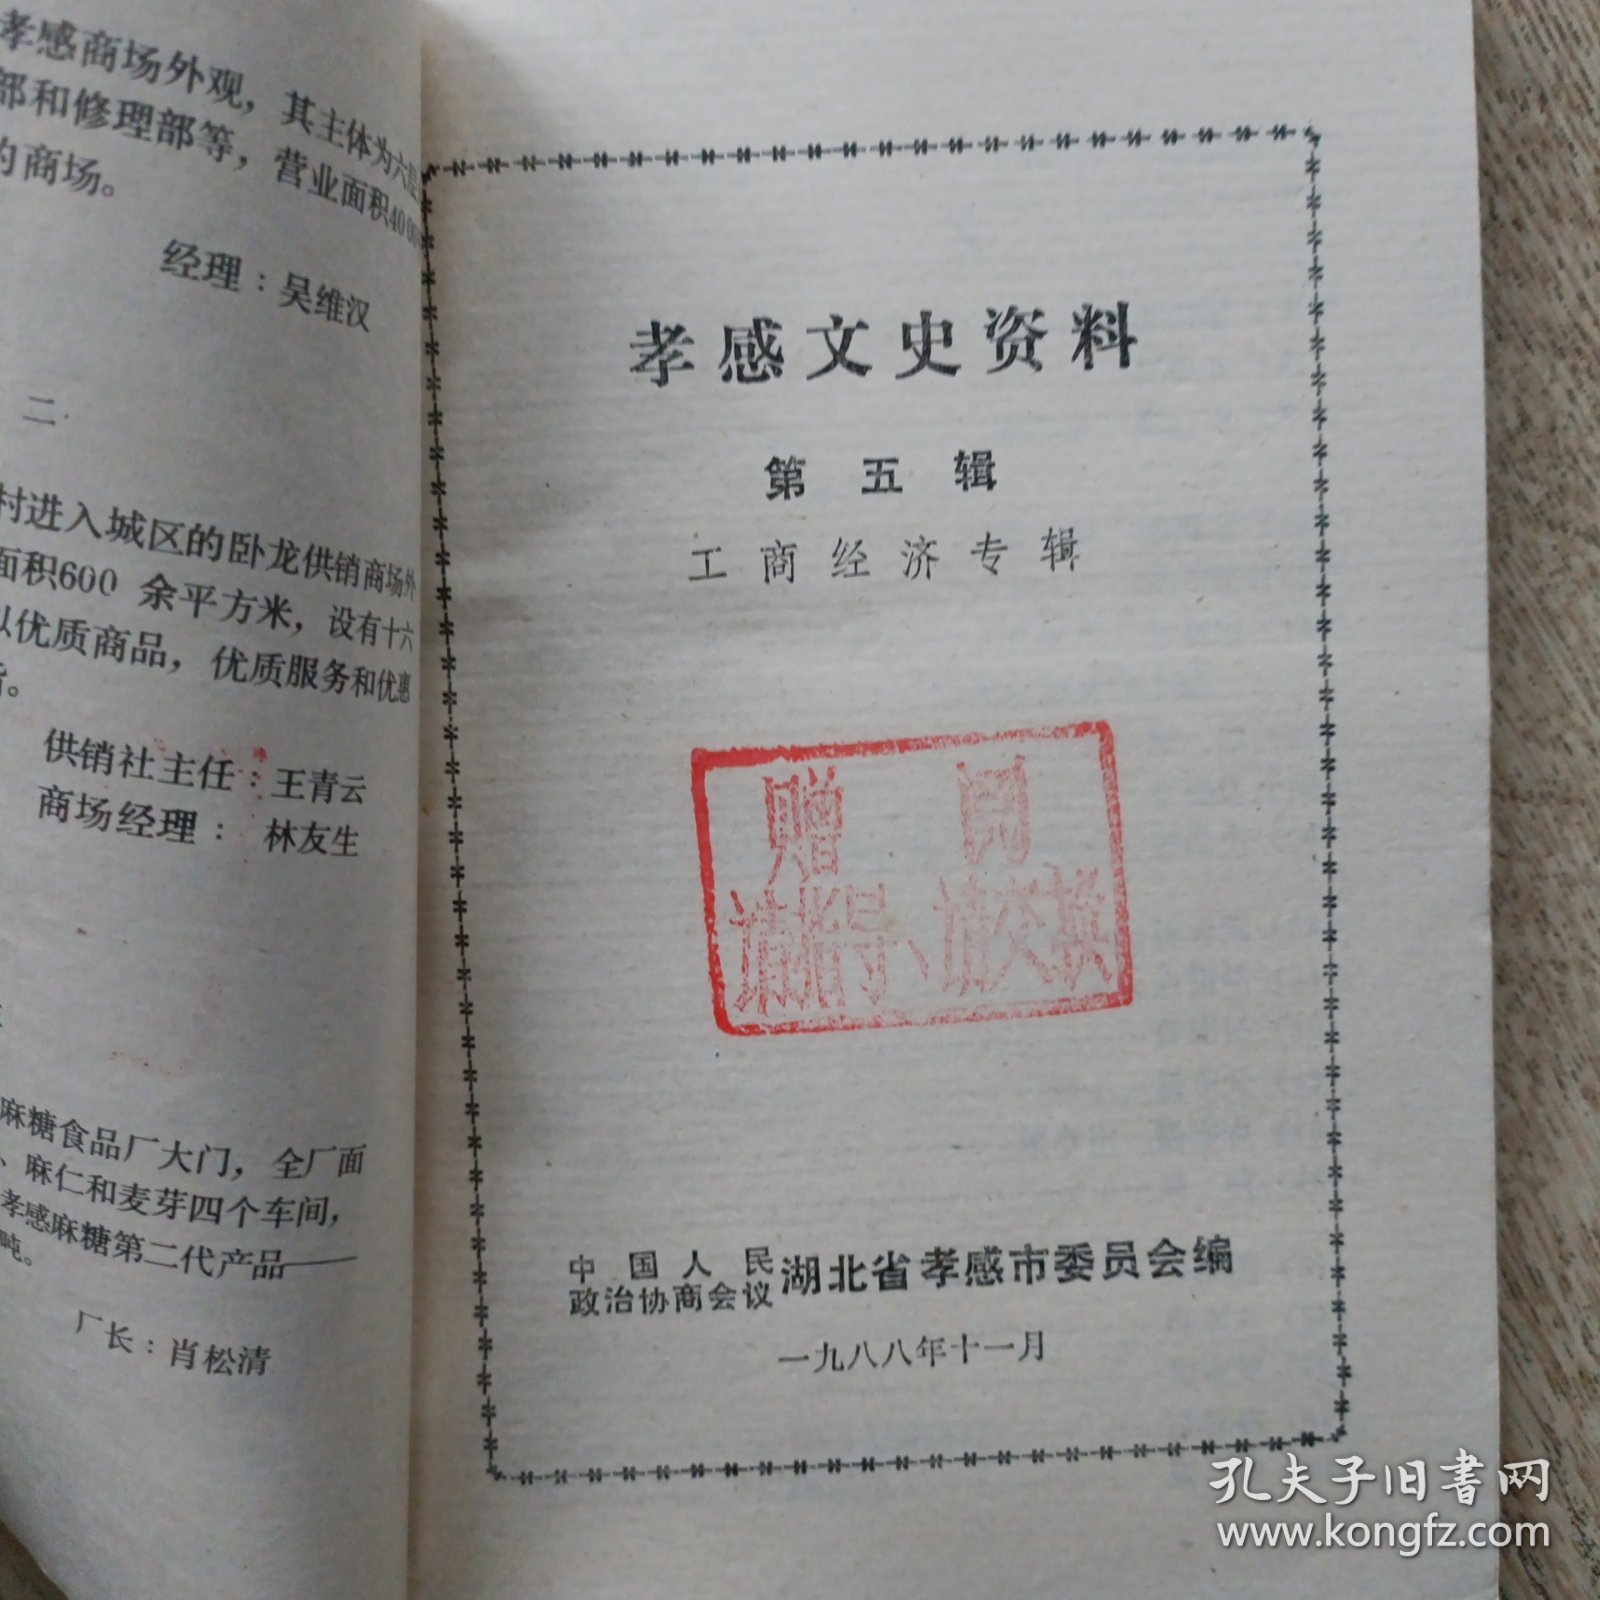 孝感商场外观，其主体为六层
部和修理部等，营业面积4000
的商场。
经理：吴维汉
二
村进入城区的卧龙供销商场外
面积600 余平方米，设有十六
以优质商品，优质服务和优惠
供销社主任：王青云
商场经理：林友生
麻糖食品厂大门，全厂面
、麻仁和麦芽四个车间，
孝感麻糖第二代产品——
吨。
厂长：肖松清
孝感文史资料
第五辑
工商经济专辑
赠阅
请指导、请交换
中国人民
政治协商会议
湖北省孝感市委员会编
一九八八年十一月
孔夫子旧书网
www.kongfz.com